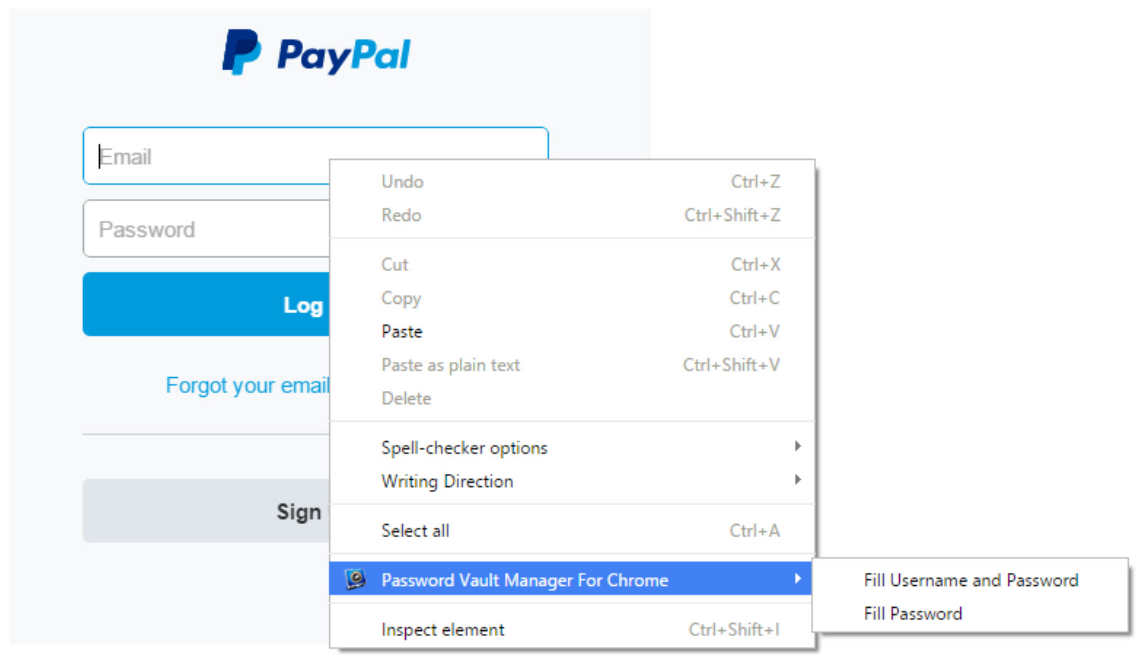 PayPal
Email
Password
Log
Forgot your email
Sign
Undo Ctrl+Z
Redo Ctrl+Shift+Z
Cut Ctrl+X
Copy Ctrl+C
Paste Ctrl+V
Paste as plain text Ctrl+Shift+V
Delete
Spell-checker options
Writing Direction
Select all Ctrl+A
Password Vault Manager For Chrome
Inspect element Ctrl+Shift+I
Fill Username and Password
Fill Password